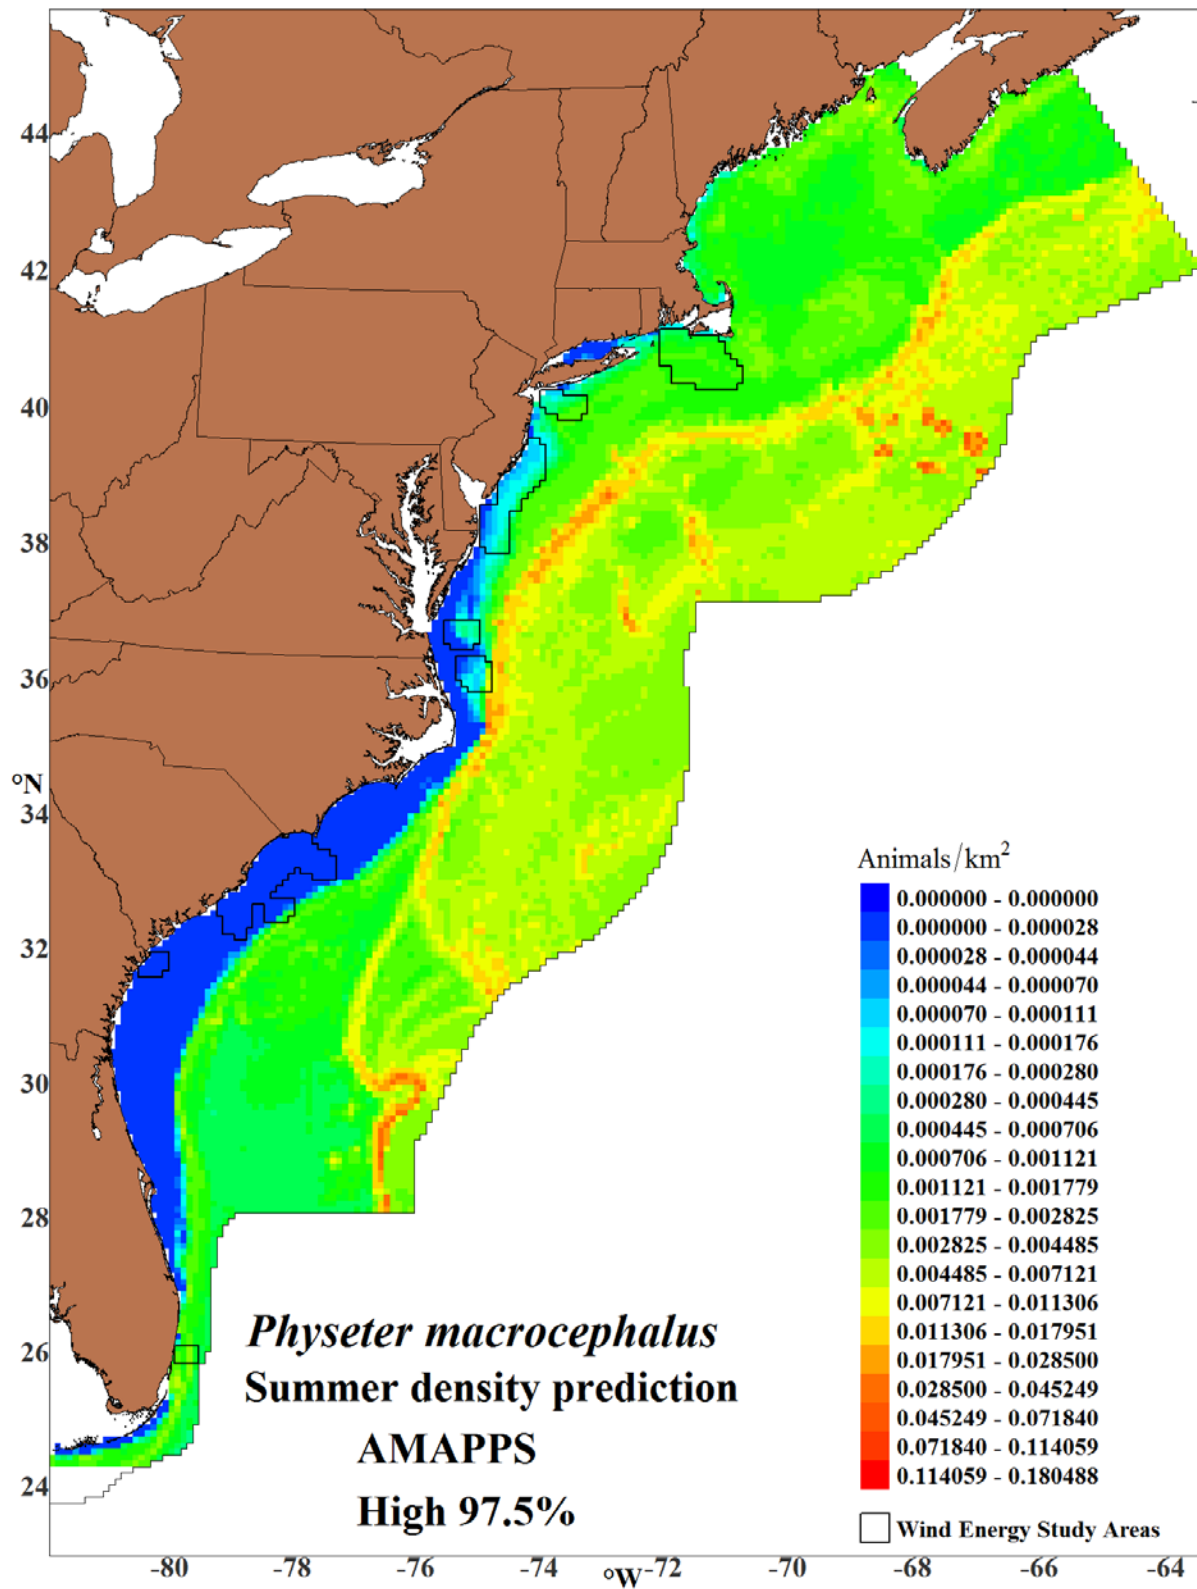 44
42
40
38
36
°N
34
32
30
28
26
24
-80
-78
-76
-74
°W
-72
-70
-68
-66
-64
Animals/km²
0.000000 - 0.000000
0.000000 - 0.000028
0.000028 - 0.000044
0.000044 - 0.000070
0.000070 - 0.000111
0.000111 - 0.000176
0.000176 - 0.000280
0.000280 - 0.000445
0.000445 - 0.000706
0.000706 - 0.001121
0.001121 - 0.001779
0.001779 - 0.002825
0.002825 - 0.004485
0.004485 - 0.007121
0.007121 - 0.011306
0.011306 - 0.017951
0.017951 - 0.028500
0.028500 - 0.045249
0.045249 - 0.071840
0.071840 - 0.114059
0.114059 - 0.180488
Wind Energy Study Areas
Physeter macrocephalus
Summer density prediction
AMAPPS
High 97.5%